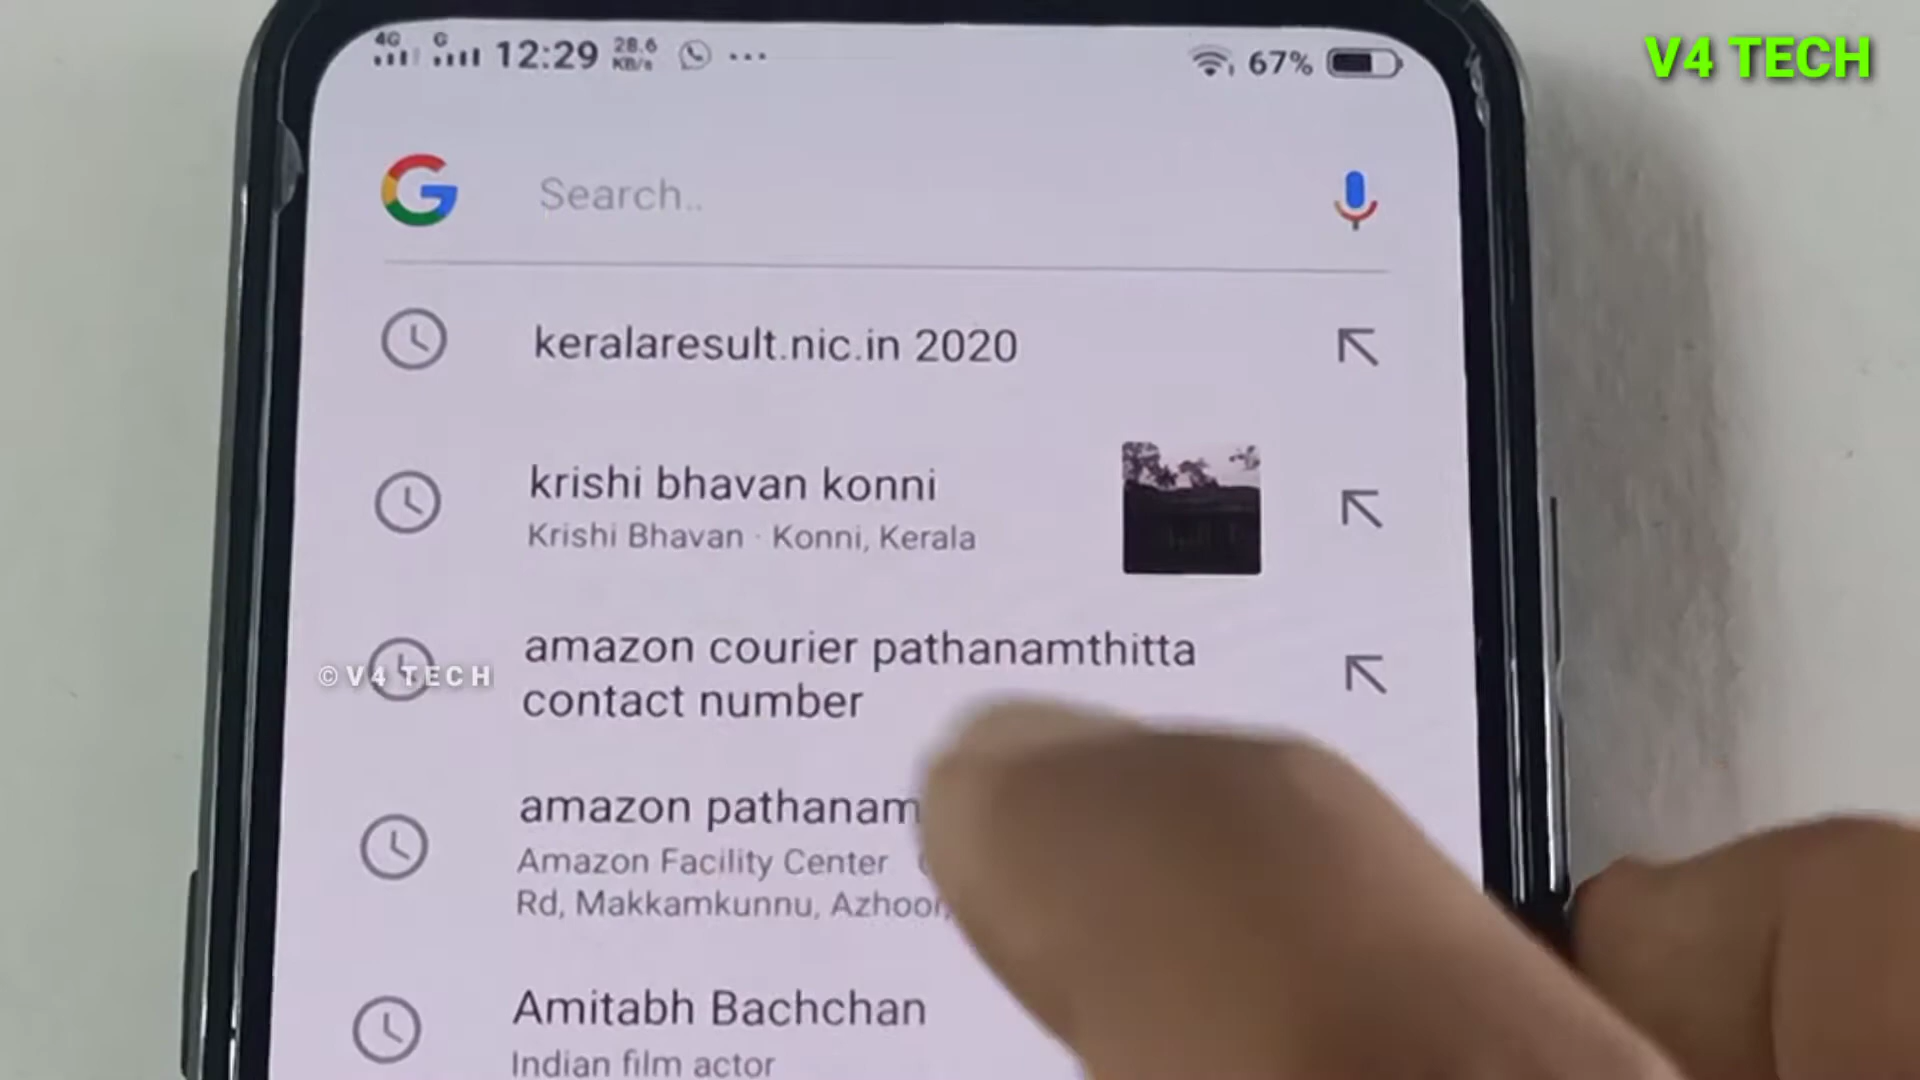 4G G 12:29 28.6 KB/s ... 67%
V4 TECH
Search..
keralaresult.nic.in 2020
krishi bhavan konni
Krishi Bhavan · Konni, Kerala
amazon courier pathanamthitta
contact number
© V4 TECH
amazon pathanam
Amazon Facility Center
Rd, Makkamkunnu, Azhoor,
Amitabh Bachchan
Indian film actor